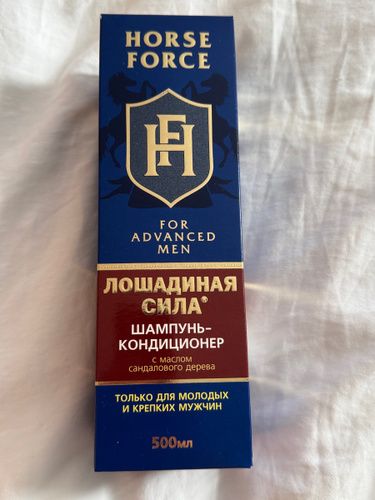 HORSE
FORCE
HF
FOR
ADVANCED
MEN
ЛОШАДИНАЯ
СИЛА®
ШАМПУНЬ-
КОНДИЦИОНЕР
с маслом
сандалового дерева
ТОЛЬКО ДЛЯ МОЛОДЫХ
И КРЕПКИХ МУЖЧИН
500мл